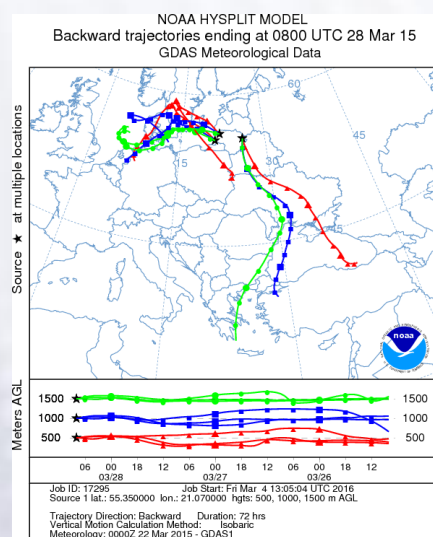 NOAA HYSPLIT MODEL
Backward trajectories ending at 0800 UTC 28 Mar 15
GDAS Meteorological Data
Source ★ at multiple locations
60
45
15
noaa
Meters AGL
1500 1500
1000 1000
500 500
06 00 18 12 06 00 18 12 06 00 18 12
03/28 03/27 03/26
Job ID: 17295 Job Start: Fri Mar 4 13:05:04 UTC 2016
Source 1 lat.: 55.350000 lon.: 21.070000 hgts: 500, 1000, 1500 m AGL
Trajectory Direction: Backward Duration: 72 hrs
Vertical Motion Calculation Method: Isobaric
Meteorology: 0000Z 22 Mar 2015 - GDAS1